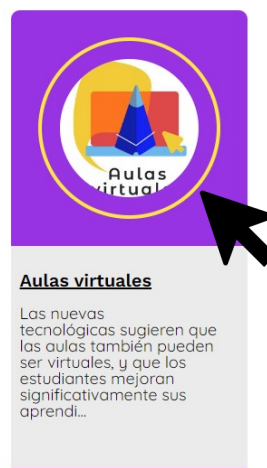 Aulas
virtuales
Aulas virtuales
Las nuevas
tecnológicas sugieren que
las aulas también pueden
ser virtuales, y que los
estudiantes mejoran
significativamente sus
aprendi...